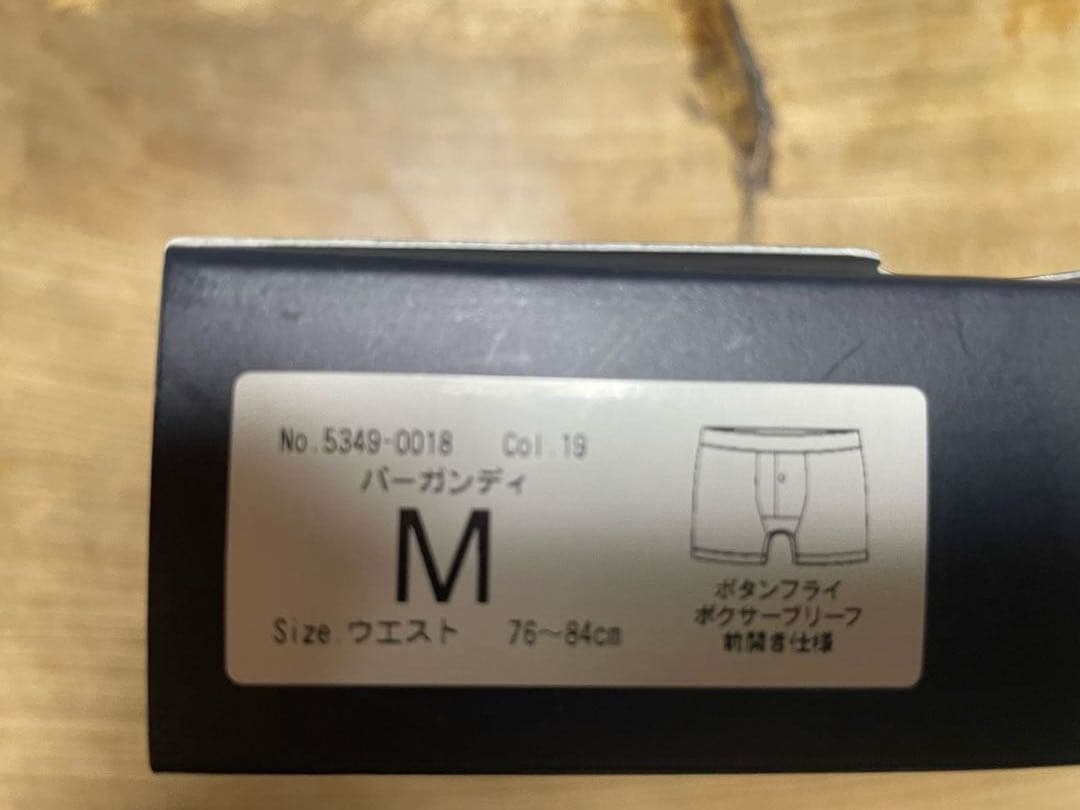 No.5349-0018 Col.19
バーガンディ
M
Size.ウエスト 76～84cm
ボタンフライ
ボクサーブリーフ
前開き仕様